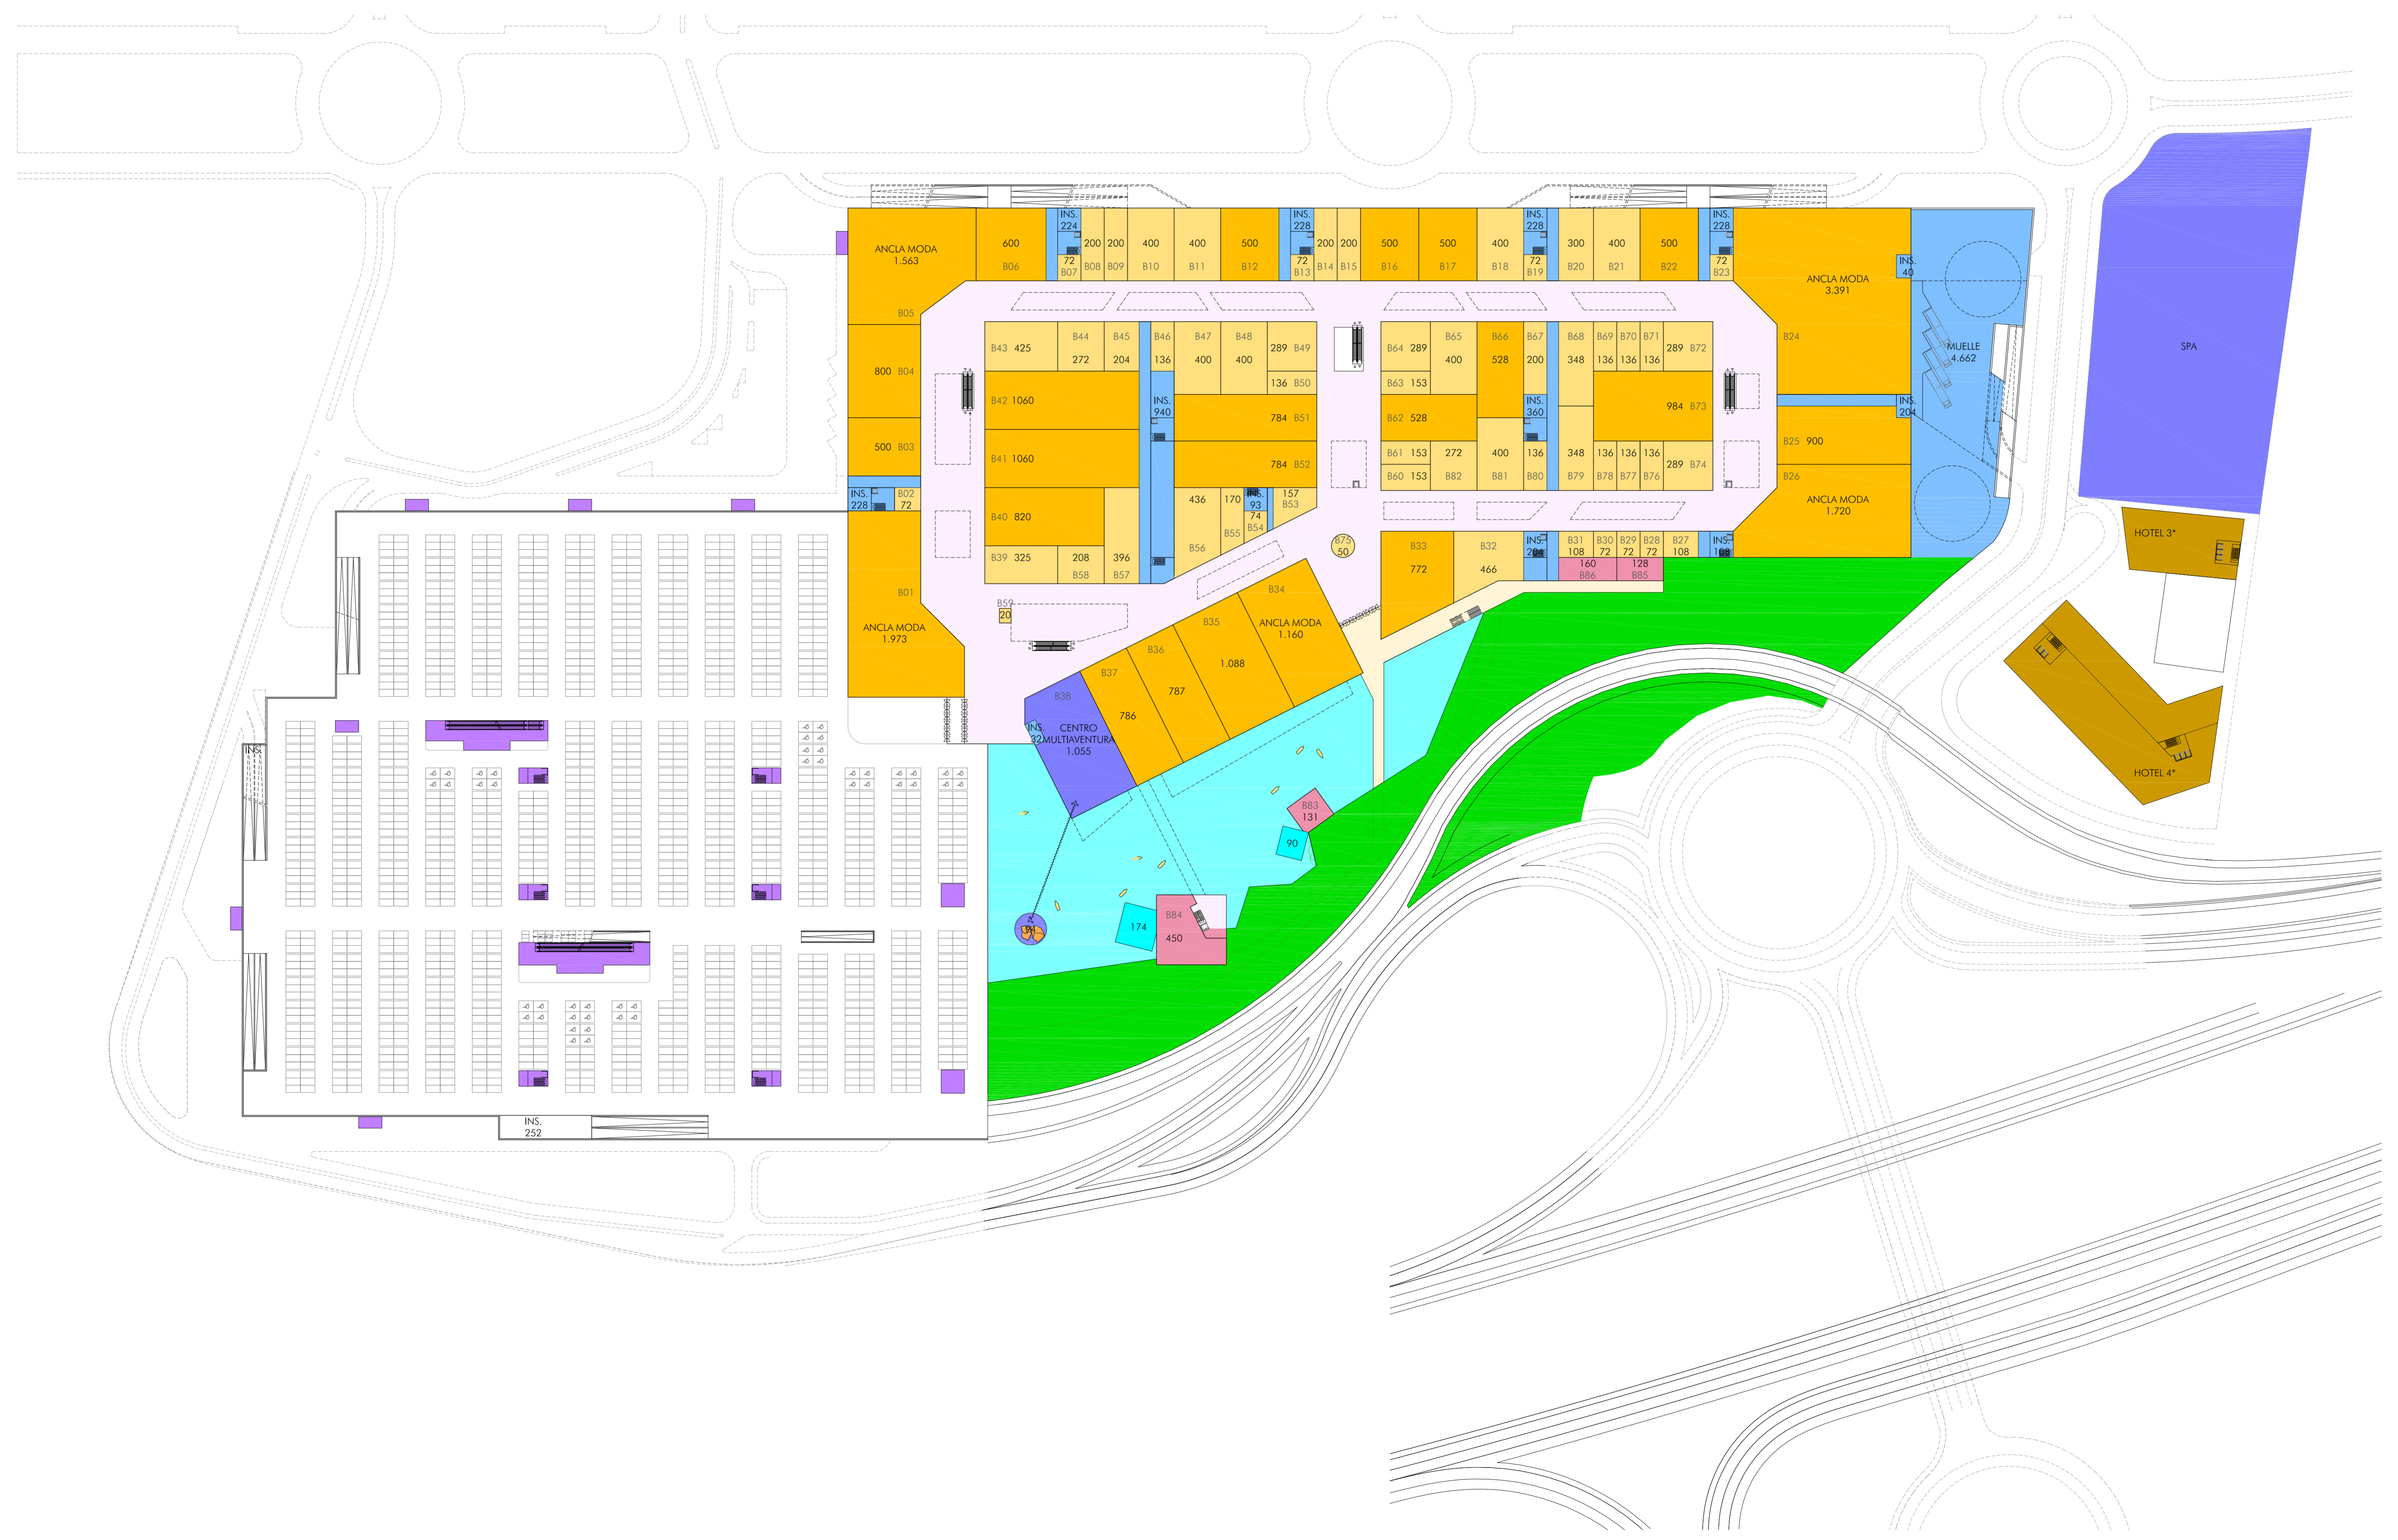 INS.
224
INS.
228
INS.
228
INS.
228
ANCLA MODA
1.563
B05
600
B06
72
B07
200
B08
200
B09
400
B10
400
B11
500
B12
72
B13
200
B14
200
B15
500
B16
500
B17
400
B18
72
B19
300
B20
400
B21
500
B22
72
B23
ANCLA MODA
3.391
B24
INS.
40
MUELLE
4.662
INS.
204
SPA
800 B04
500 B03
INS.
228
B02
72
B01
ANCLA MODA
1.973
B43 425
B44
272
B45
204
B46
136
B47
400
B48
400
289 B49
136 B50
B42 1060
INS.
940
784 B51
B41 1060
784 B52
B40 820
B39 325
208
B58
396
B57
436
B56
170
B55
INS.
93
74
B54
157
B53
B64 289
B63 153
B65
400
B66
528
B67
200
B68
348
B69
136
B70
136
B71
136
289 B72
B62 528
INS.
360
984 B73
B61 153
B60 153
272
B82
400
B81
136
B80
348
B79
136
B78
136
B77
136
B76
289 B74
B25 900
B26
ANCLA MODA
1.720
B75
50
B33
772
B32
466
INS.
204
B31
108
B30
72
B29
72
B28
72
B27
108
INS.
108
160
B86
128
B85
B59
20
B34
ANCLA MODA
1.160
B35
1.088
B36
787
B37
786
B38
INS.
32
CENTRO
MULTIAVENTURA
1.055
HOTEL 3*
HOTEL 4*
B83
131
90
B84
450
174
94
INS.
INS.
252